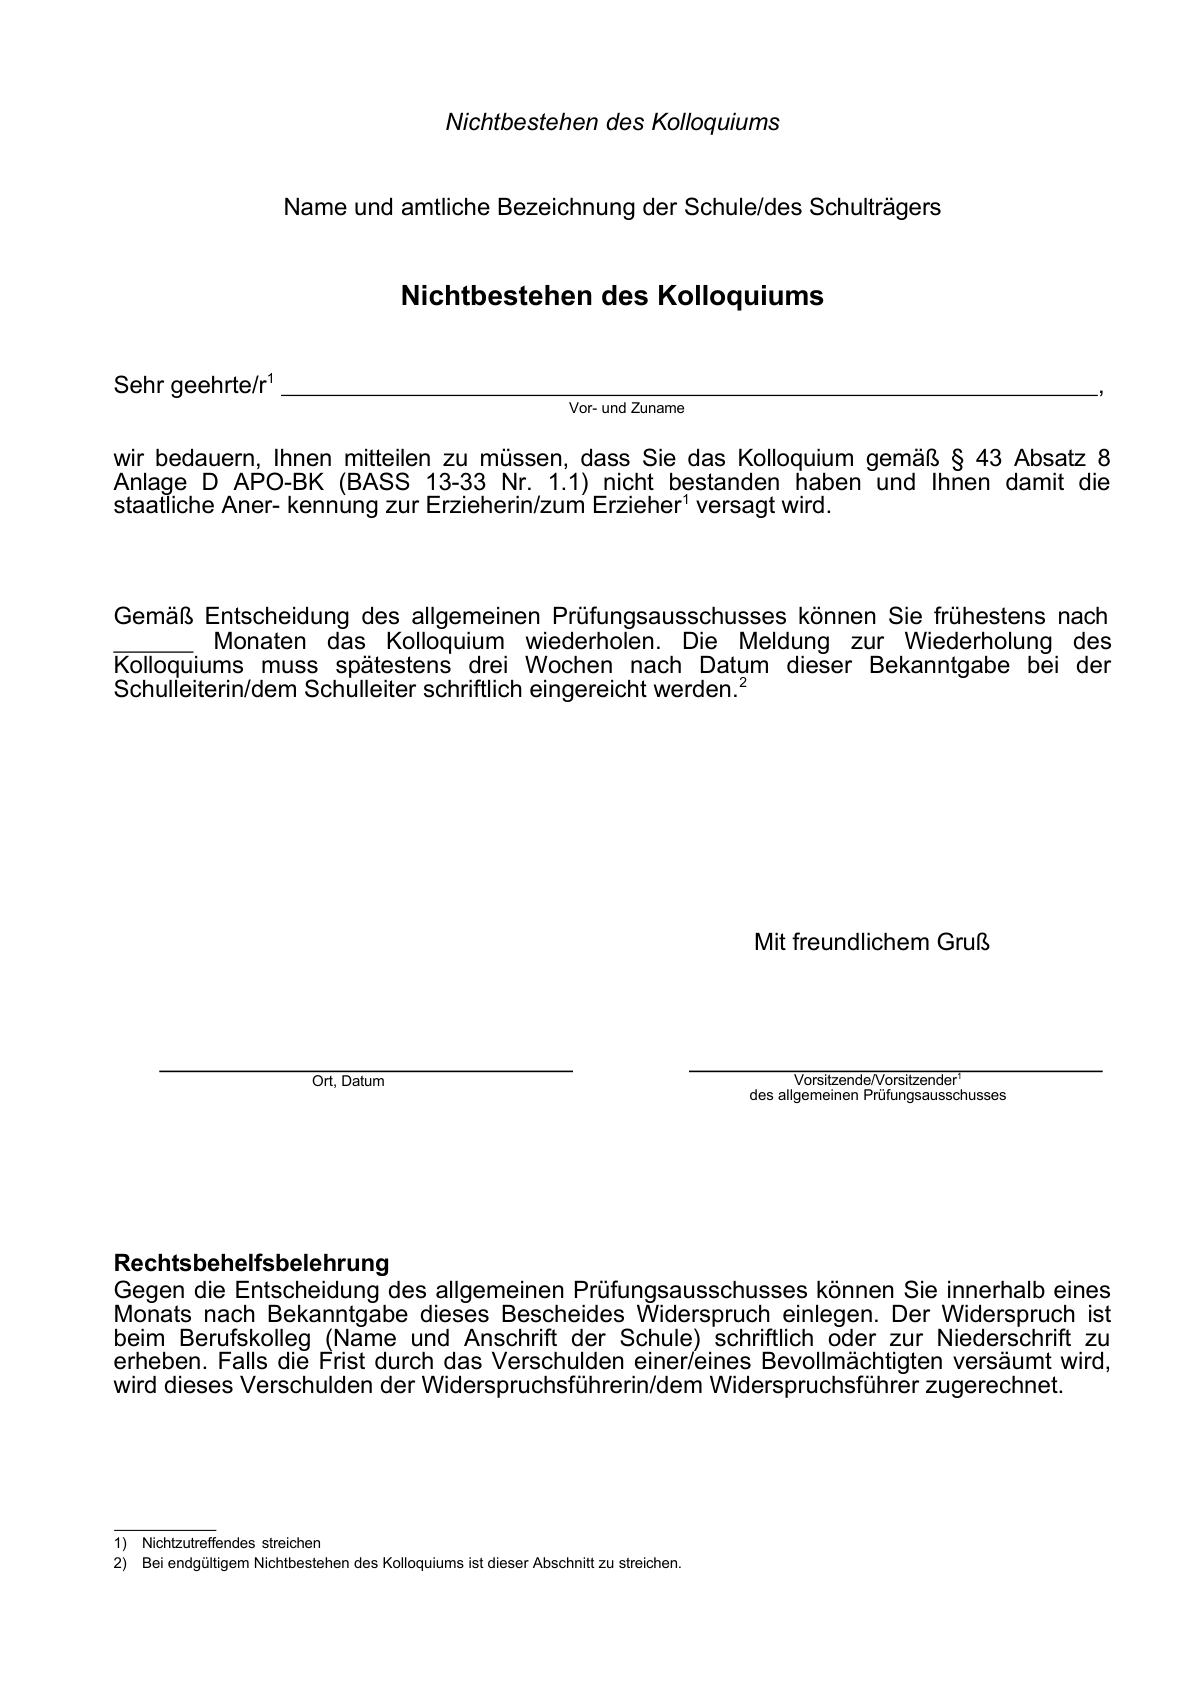 Nichtbestehen des Kolloquiums
Name und amtliche Bezeichnung der Schule/des Schulträgers
Nichtbestehen des Kolloquiums
Sehr geehrte/r1 ,
Vor- und Zuname
wir bedauern, Ihnen mitteilen zu müssen, dass Sie das Kolloquium gemäß § 43 Absatz 8
Anlage D APO-BK (BASS 13-33 Nr. 1.1) nicht bestanden haben und Ihnen damit die
staatliche Aner- kennung zur Erzieherin/zum Erzieher1 versagt wird.
Gemäß Entscheidung des allgemeinen Prüfungsausschusses können Sie frühestens nach
______ Monaten das Kolloquium wiederholen. Die Meldung zur Wiederholung des
Kolloquiums muss spätestens drei Wochen nach Datum dieser Bekanntgabe bei der
Schulleiterin/dem Schulleiter schriftlich eingereicht werden.2
Mit freundlichem Gruß
Ort, Datum
Vorsitzende/Vorsitzender1
des allgemeinen Prüfungsausschusses
Rechtsbehelfsbelehrung
Gegen die Entscheidung des allgemeinen Prüfungsausschusses können Sie innerhalb eines
Monats nach Bekanntgabe dieses Bescheides Widerspruch einlegen. Der Widerspruch ist
beim Berufskolleg (Name und Anschrift der Schule) schriftlich oder zur Niederschrift zu
erheben. Falls die Frist durch das Verschulden einer/eines Bevollmächtigten versäumt wird,
wird dieses Verschulden der Widerspruchsführerin/dem Widerspruchsführer zugerechnet.
1) Nichtzutreffendes streichen
2) Bei endgültigem Nichtbestehen des Kolloquiums ist dieser Abschnitt zu streichen.